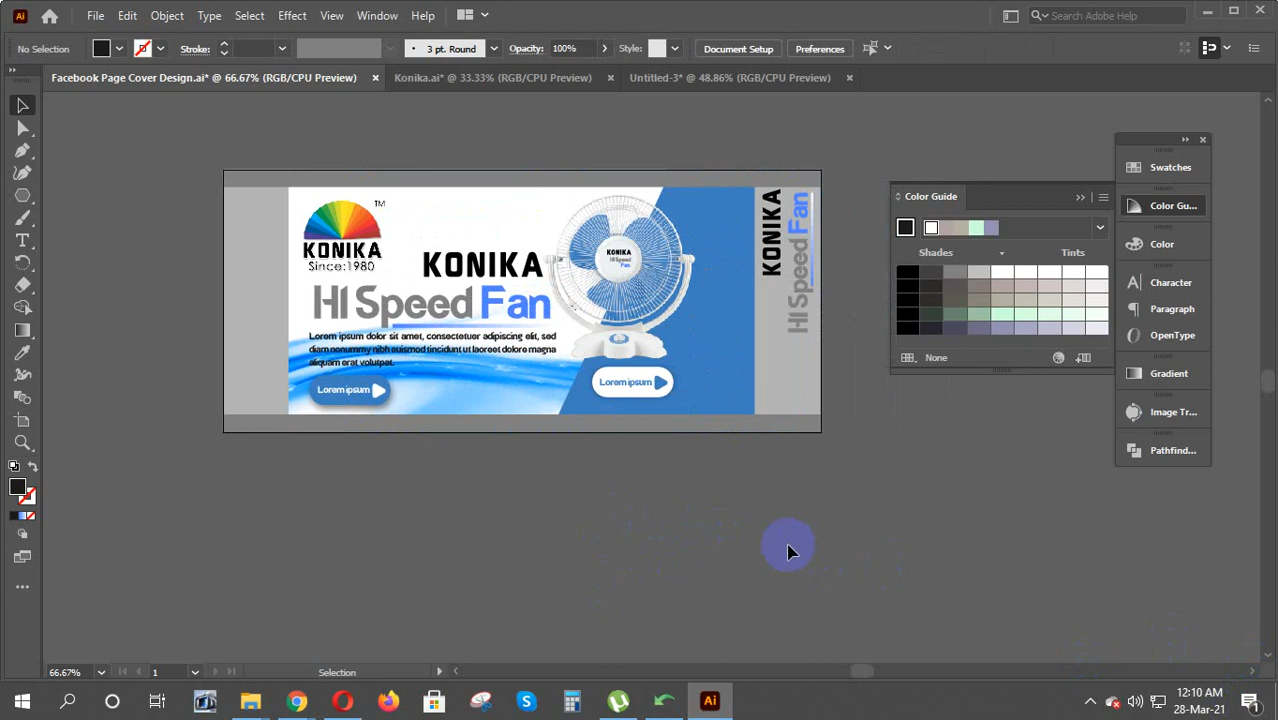 Ai File Edit Object Type Select Effect View Window Help Search Adobe Help
No Selection Stroke: 3 pt. Round Opacity: 100% Style: Document Setup Preferences
Facebook Page Cover Design.ai* @ 66.67% (RGB/CPU Preview) Konika.ai* @ 33.33% (RGB/CPU Preview) Untitled-3* @ 48.86% (RGB/CPU Preview)
TM
KONIKA
Since:1980
KONIKA
HI Speed Fan
Lorem ipsum dolor sit amet, consectetuer adipiscing elit, sed
diam nonummy nibh euismod tincidunt ut laoreet dolore magna
aliquam erat volutpat.
Lorem ipsum
KONIKA
HI Speed
Fan
Lorem ipsum
KONIKA
HI Speed Fan
Color Guide
Shades Tints
None
Swatches
Color Gu...
Color
Character
Paragraph
OpenType
Gradient
Image Tr...
Pathfind...
66.67% 1 Selection
Ai
12:10 AM
28-Mar-21
1